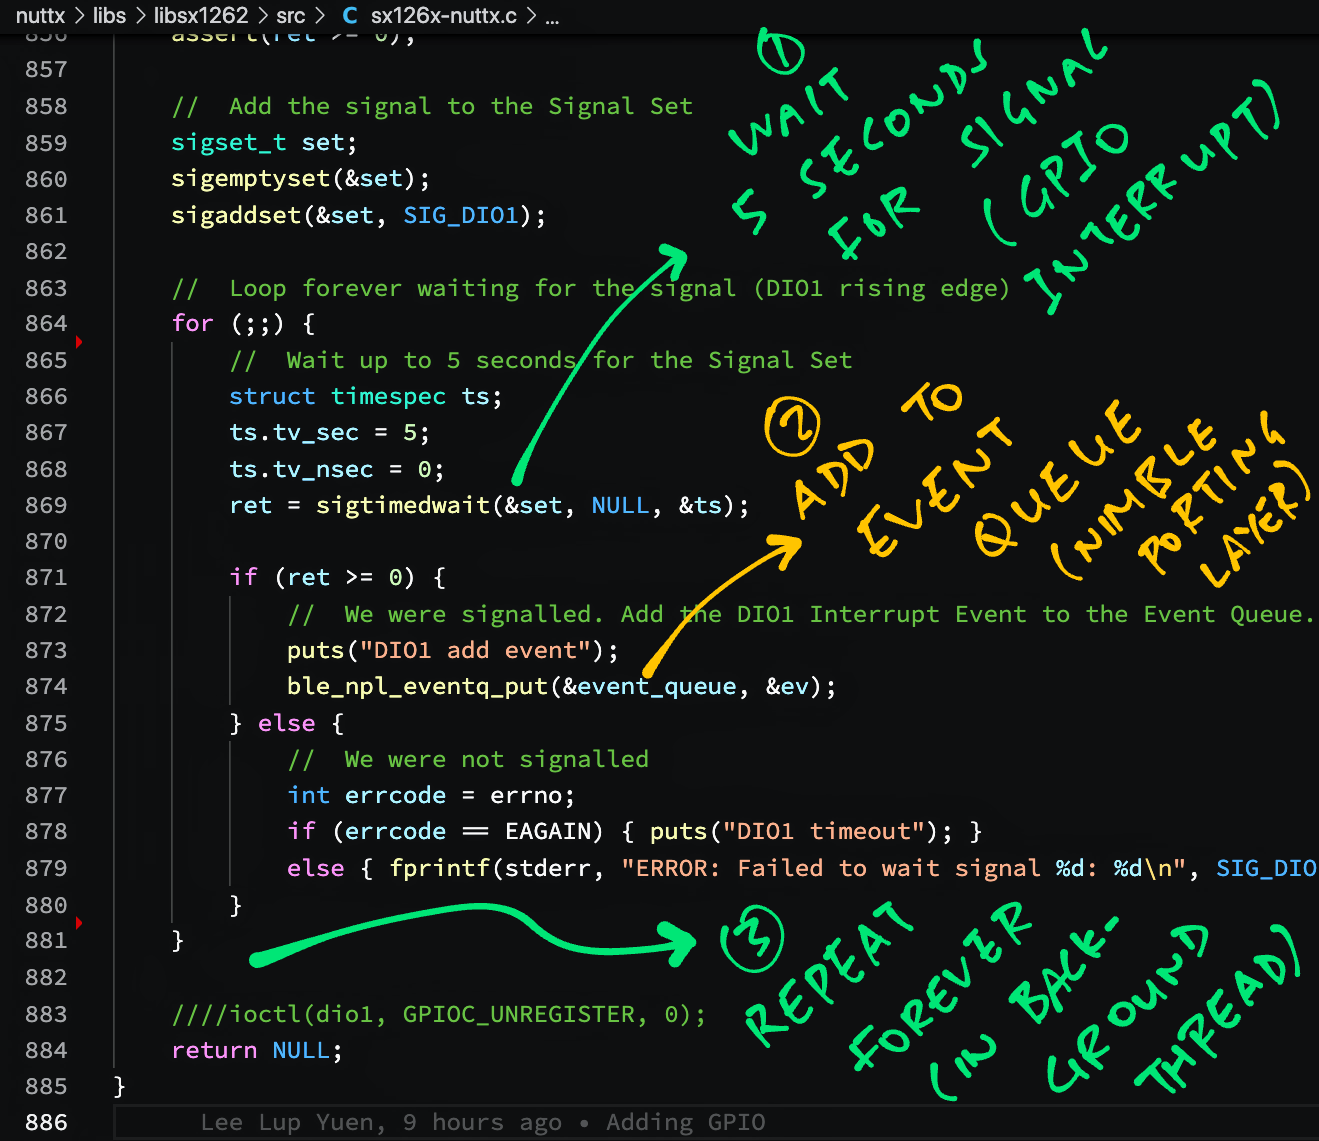 nuttx > libs > libsx1262 > src > C sx126x-nuttx.c > ...
856 assert(ret >= 0);
857
858 //  Add the signal to the Signal Set
859 sigset_t set;
860 sigemptyset(&set);
861 sigaddset(&set, SIG_DIO1);
862
863 //  Loop forever waiting for the signal (DIO1 rising edge)
864 for (;;) {
865 //  Wait up to 5 seconds for the Signal Set
866 struct timespec ts;
867 ts.tv_sec = 5;
868 ts.tv_nsec = 0;
869 ret = sigtimedwait(&set, NULL, &ts);
870
871 if (ret >= 0) {
872 //  We were signalled. Add the DIO1 Interrupt Event to the Event Queue.
873 puts("DIO1 add event");
874 ble_npl_eventq_put(&event_queue, &ev);
875 } else {
876 //  We were not signalled
877 int errcode = errno;
878 if (errcode == EAGAIN) { puts("DIO1 timeout"); }
879 else { fprintf(stderr, "ERROR: Failed to wait signal %d: %d\n", SIG_DIO
880 }
881 }
882
883 ////ioctl(dio1, GPIOC_UNREGISTER, 0);
884 return NULL;
885 }
886 Lee Lup Yuen, 9 hours ago • Adding GPIO
1
WAIT
5 SECONDS
FOR SIGNAL
(GPIO
INTERRUPT)
2
ADD TO
EVENT
QUEUE
(NIMBLE
PORTING
LAYER)
3
REPEAT
FOREVER
(IN BACK-
GROUND
THREAD)